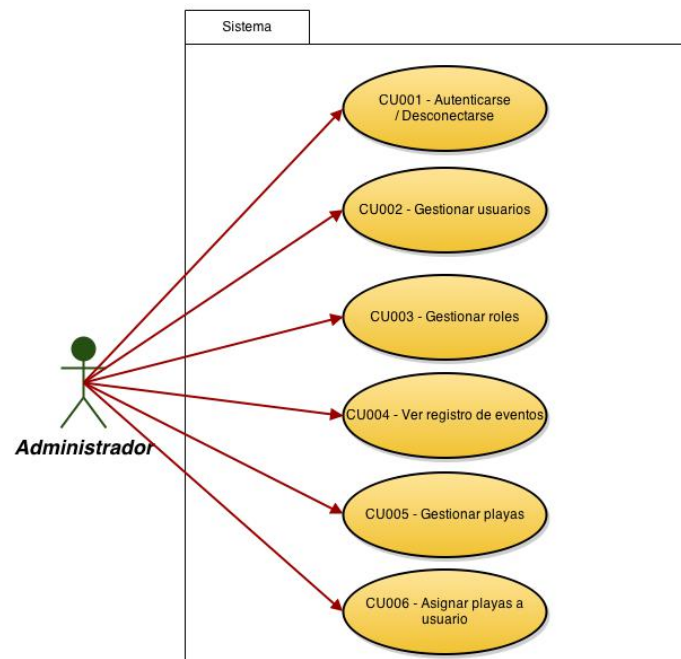 Sistema
CU001 - Autenticarse
/ Desconectarse
CU002 - Gestionar usuarios
CU003 - Gestionar roles
Administrador
CU004 - Ver registro de eventos
CU005 - Gestionar playas
CU006 - Asignar playas a
usuario